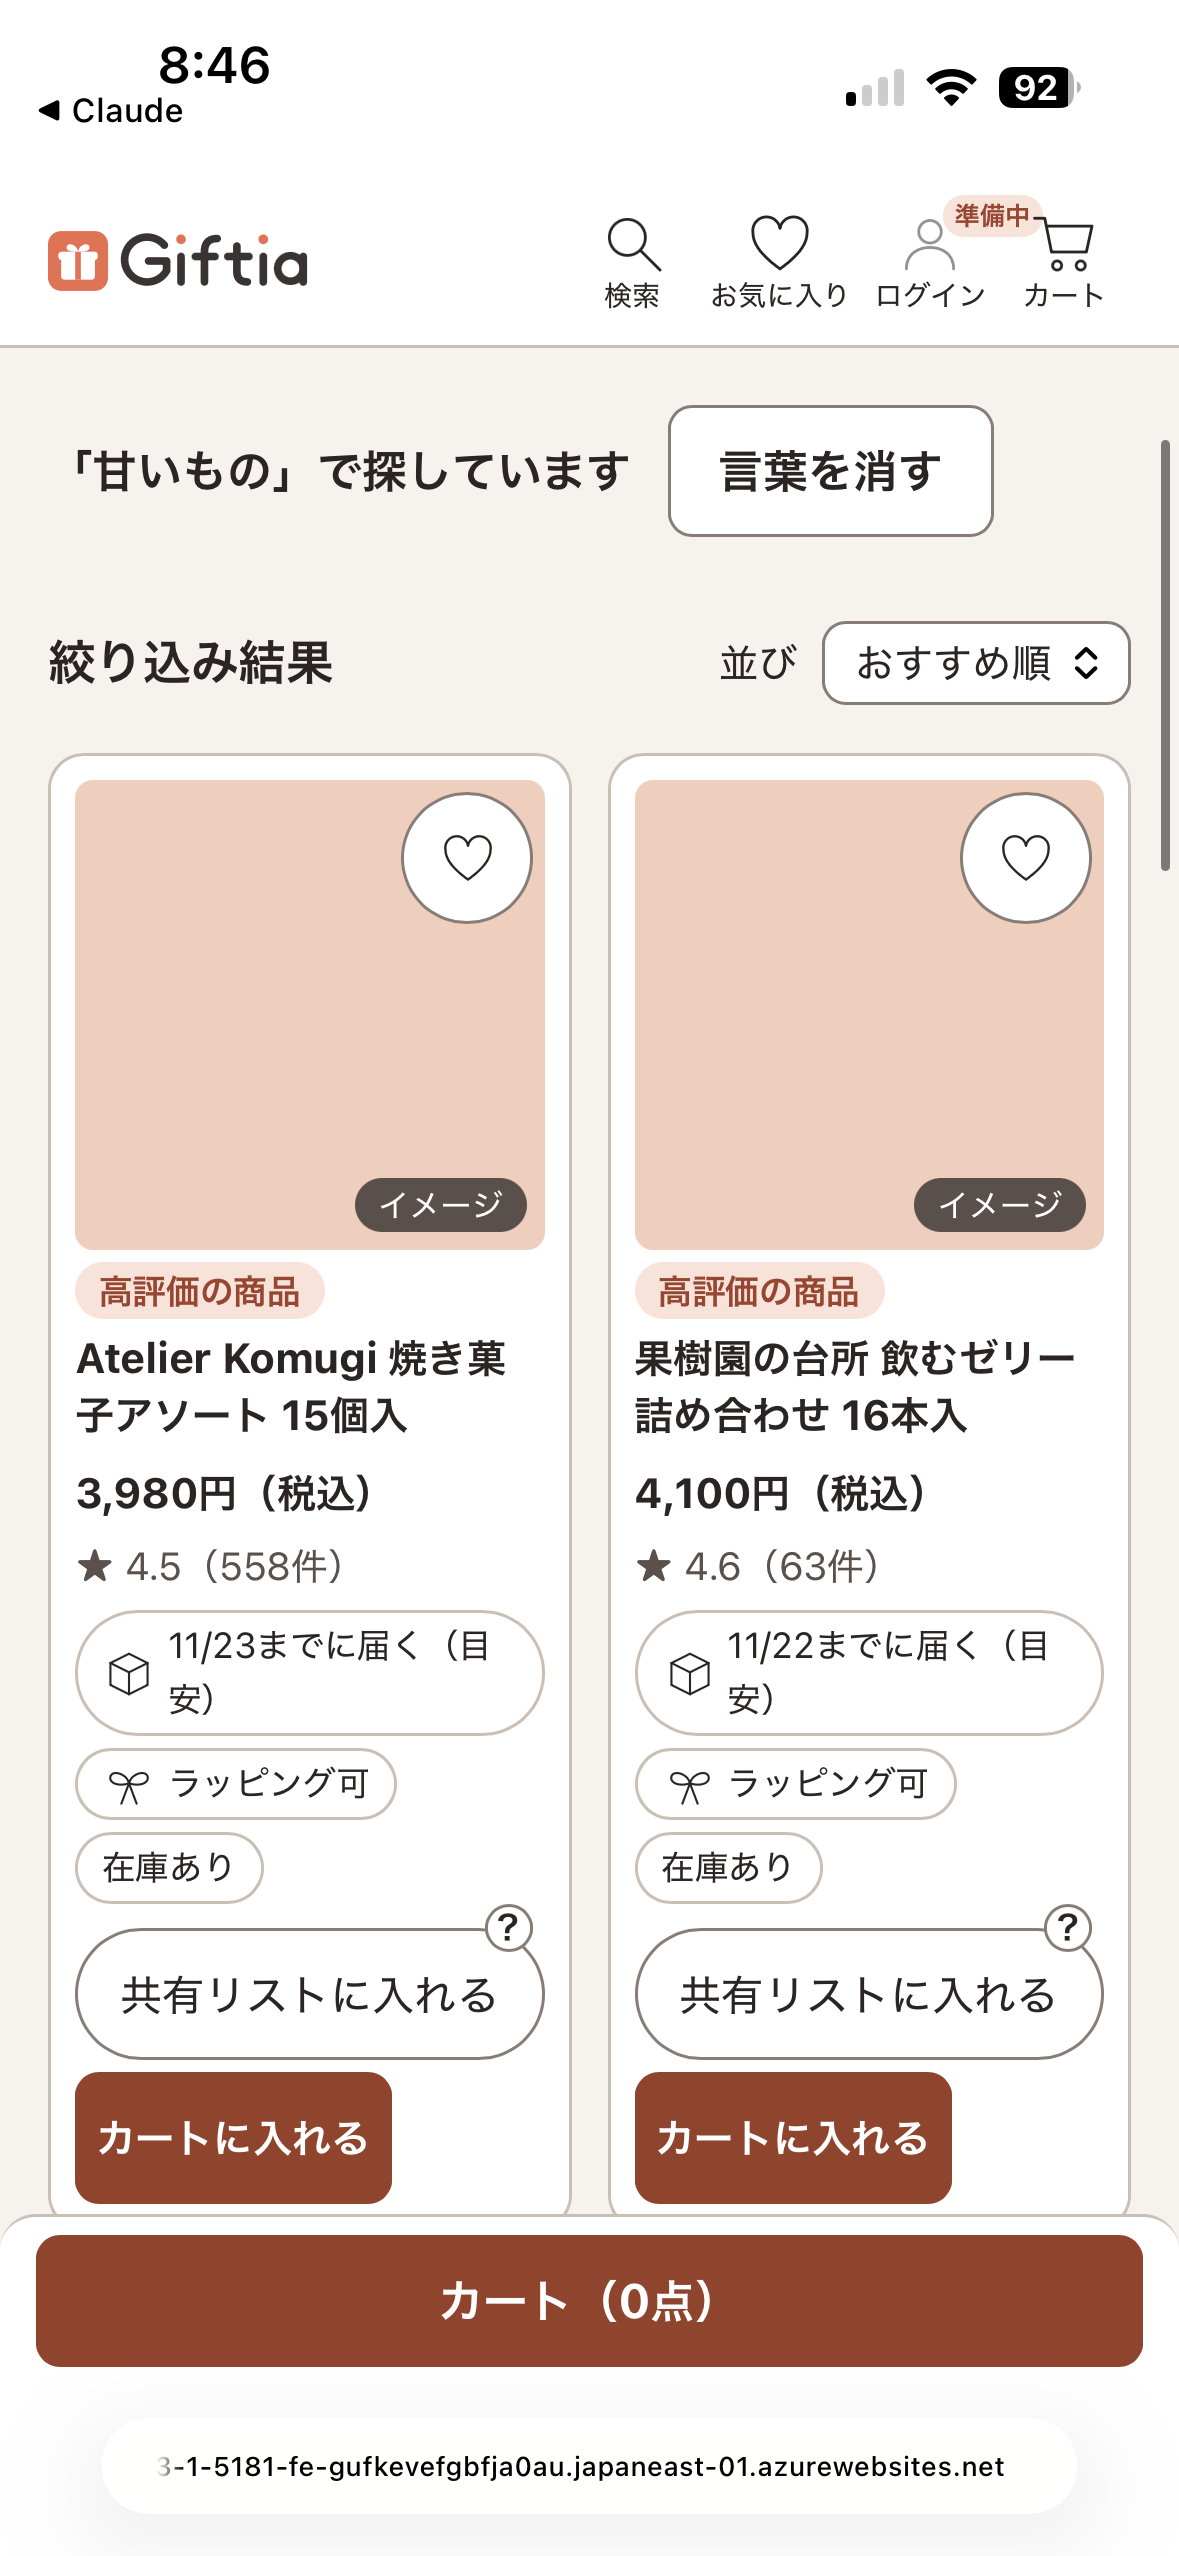 8:46
◀ Claude
92
Giftia
準備中
検索
お気に入り
ログイン
カート
「甘いもの」で探しています
言葉を消す
絞り込み結果
並び
おすすめ順
イメージ
高評価の商品
Atelier Komugi 焼き菓
子アソート 15個入
3,980円（税込）
★ 4.5（558件）
11/23までに届く（目
安）
ラッピング可
在庫あり
?
共有リストに入れる
カートに入れる
イメージ
高評価の商品
果樹園の台所 飲むゼリー
詰め合わせ 16本入
4,100円（税込）
★ 4.6（63件）
11/22までに届く（目
安）
ラッピング可
在庫あり
?
共有リストに入れる
カートに入れる
カート（0点）
3-1-5181-fe-gufkevefgbfja0au.japaneast-01.azurewebsites.net